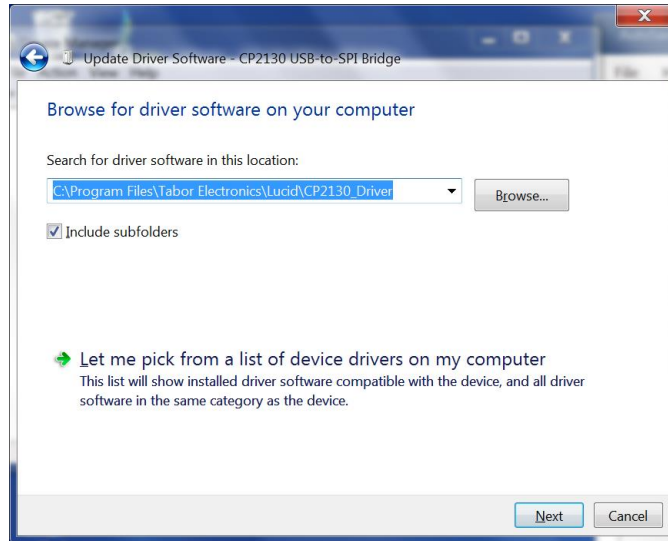 Update Driver Software - CP2130 USB-to-SPI Bridge
Browse for driver software on your computer
Search for driver software in this location:
C:\Program Files\Tabor Electronics\Lucid\CP2130_Driver
Browse...
Include subfolders
Let me pick from a list of device drivers on my computer
This list will show installed driver software compatible with the device, and all driver
software in the same category as the device.
Next
Cancel